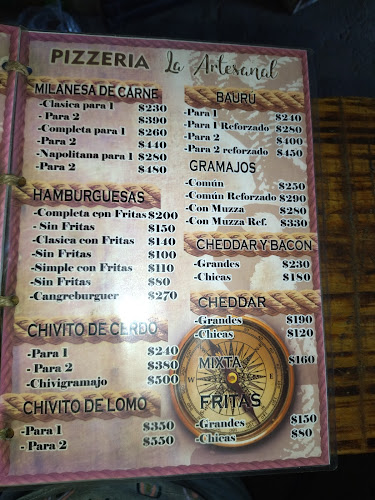 PIZZERIA La Artesanal
MILANESA DE CARNE
-Clasica para 1 $230
- Para 2 $390
-Completa para 1 $260
- Para 2 $440
-Napolitana para 1 $280
- Para 2 $480
HAMBURGUESAS
-Completa con Fritas $200
- Sin Fritas $150
-Clasica con Fritas $140
-Sin Fritas $100
-Simple con Fritas $110
-Sin Fritas $80
-Cangreburguer $270
CHIVITO DE CERDO
-Para 1 $240
- Para 2 $380
-Chivigramajo $500
CHIVITO DE LOMO
-Para 1 $350
- Para 2 $550
BAURU
-Para 1 $240
-Para 1 Reforzado $280
-Para 2 $400
-Para 2 reforzado $450
GRAMAJOS
-Común $250
-Común Reforzado $290
-Con Muzza $280
-Con Muzza Ref. $330
CHEDDAR Y BACON
-Grandes $230
-Chicas $180
CHEDDAR
-Grandes $190
-Chicas $120
MIXTA $160
FRITAS
-Grandes $150
-Chicas $80